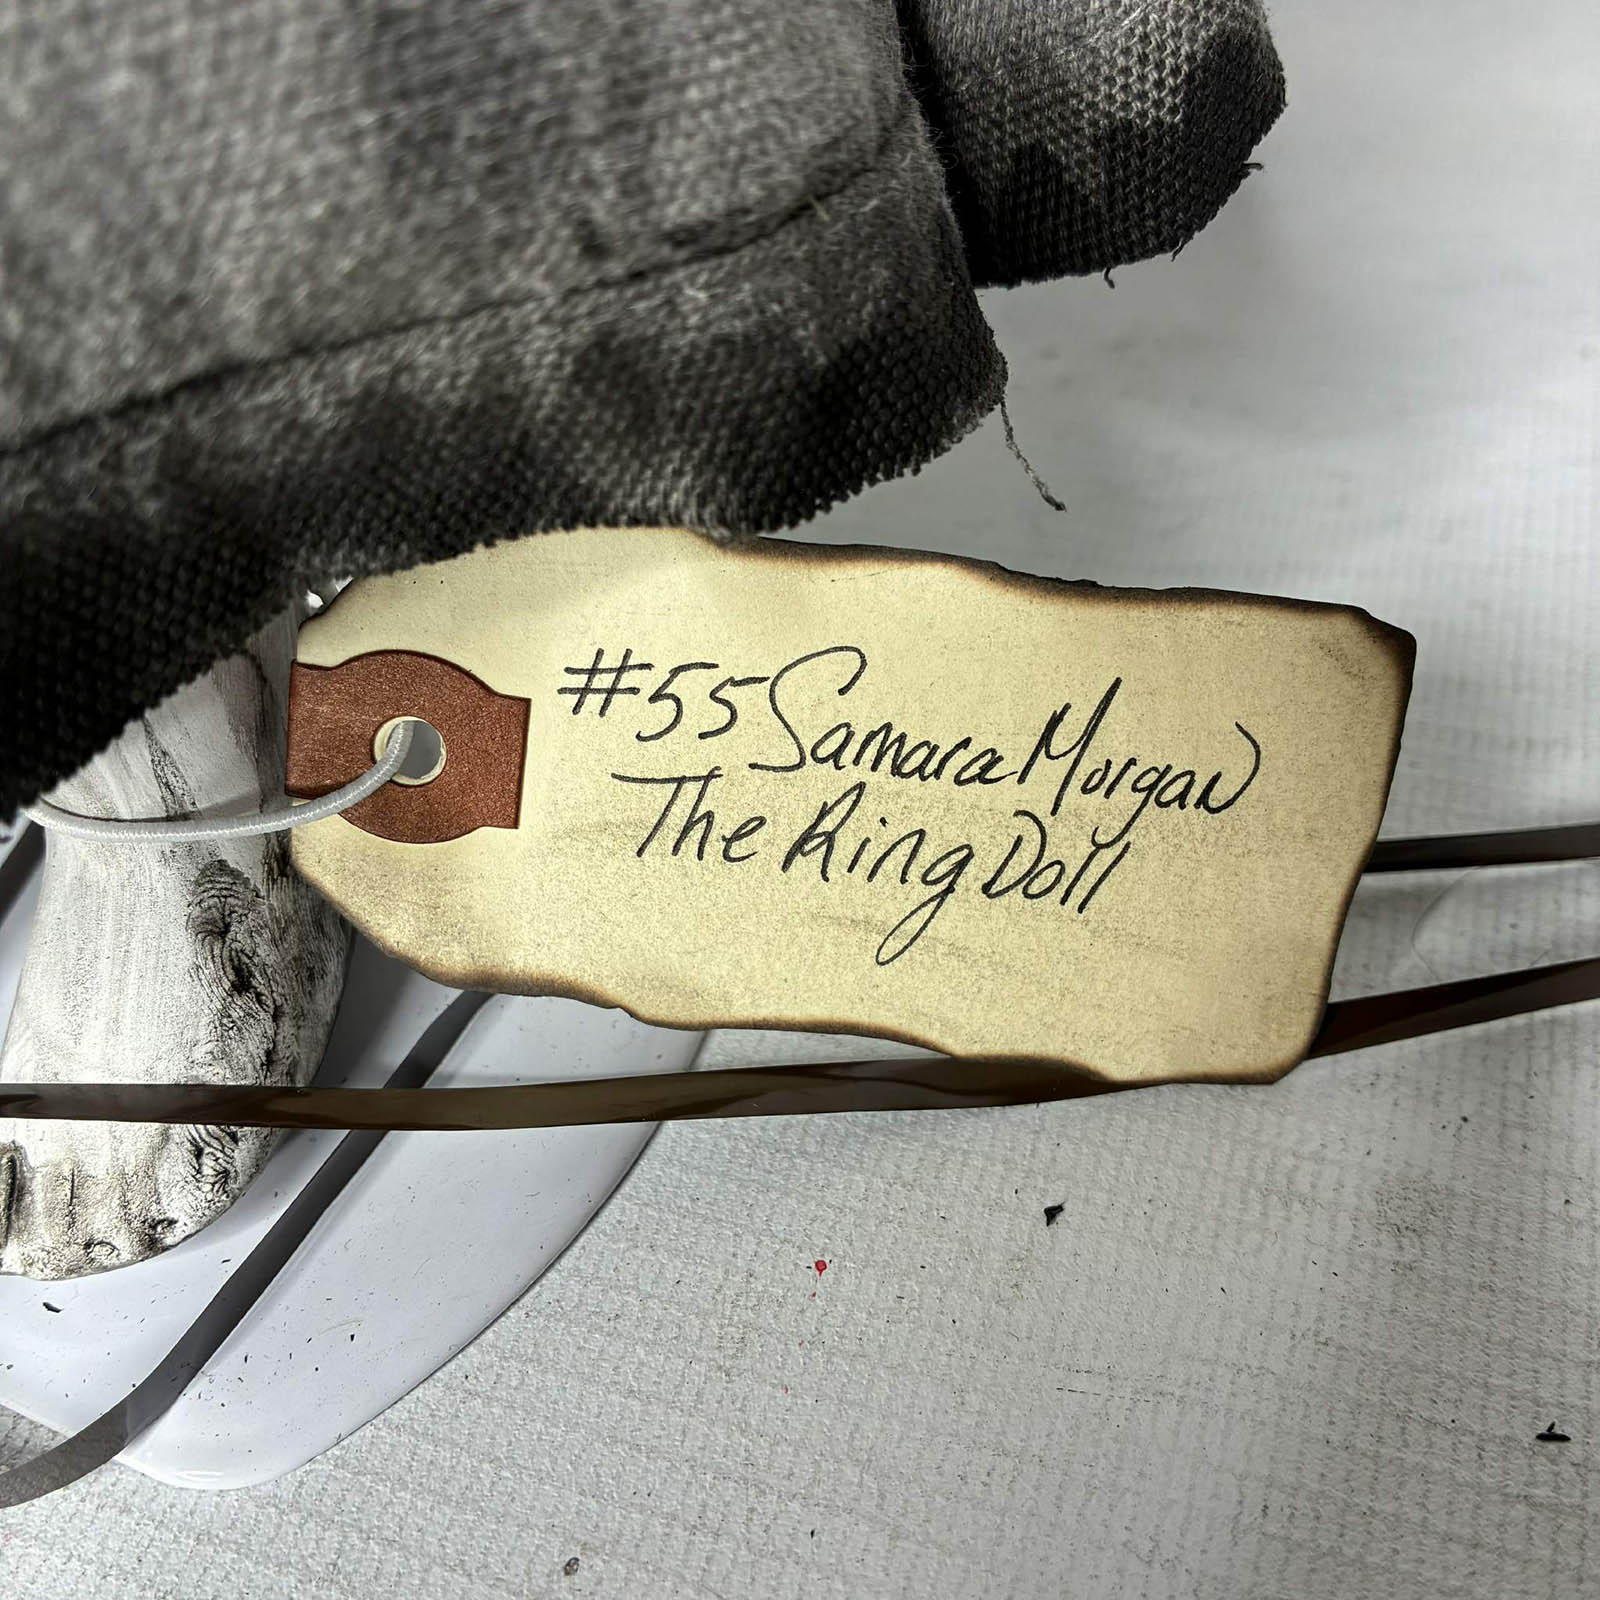 #55 Samara Morgan
The Ring Doll